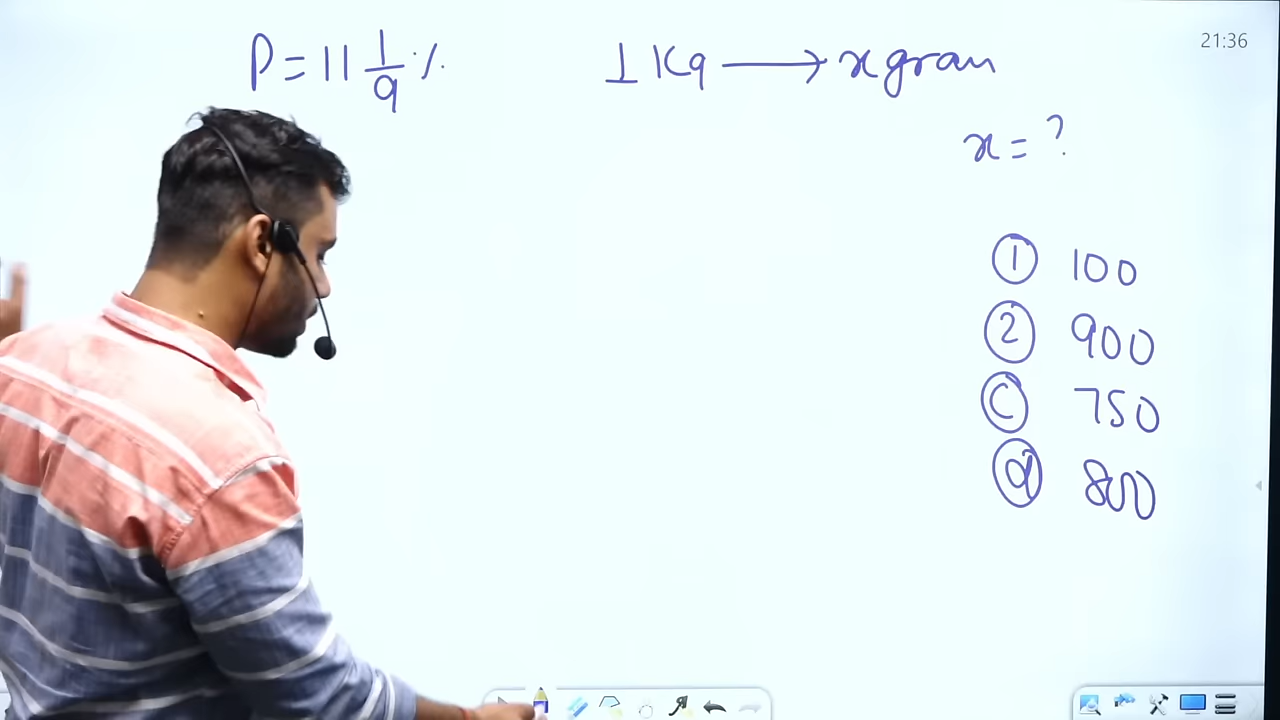 21:36
P = 11 1/9 %
1 Kg → x gram
x = ?
① 100
② 900
ⓒ 750
ⓓ 800